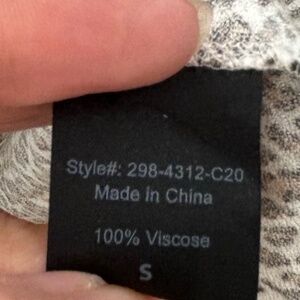 Style#: 298-4312-C20
Made In China
100% Viscose
S